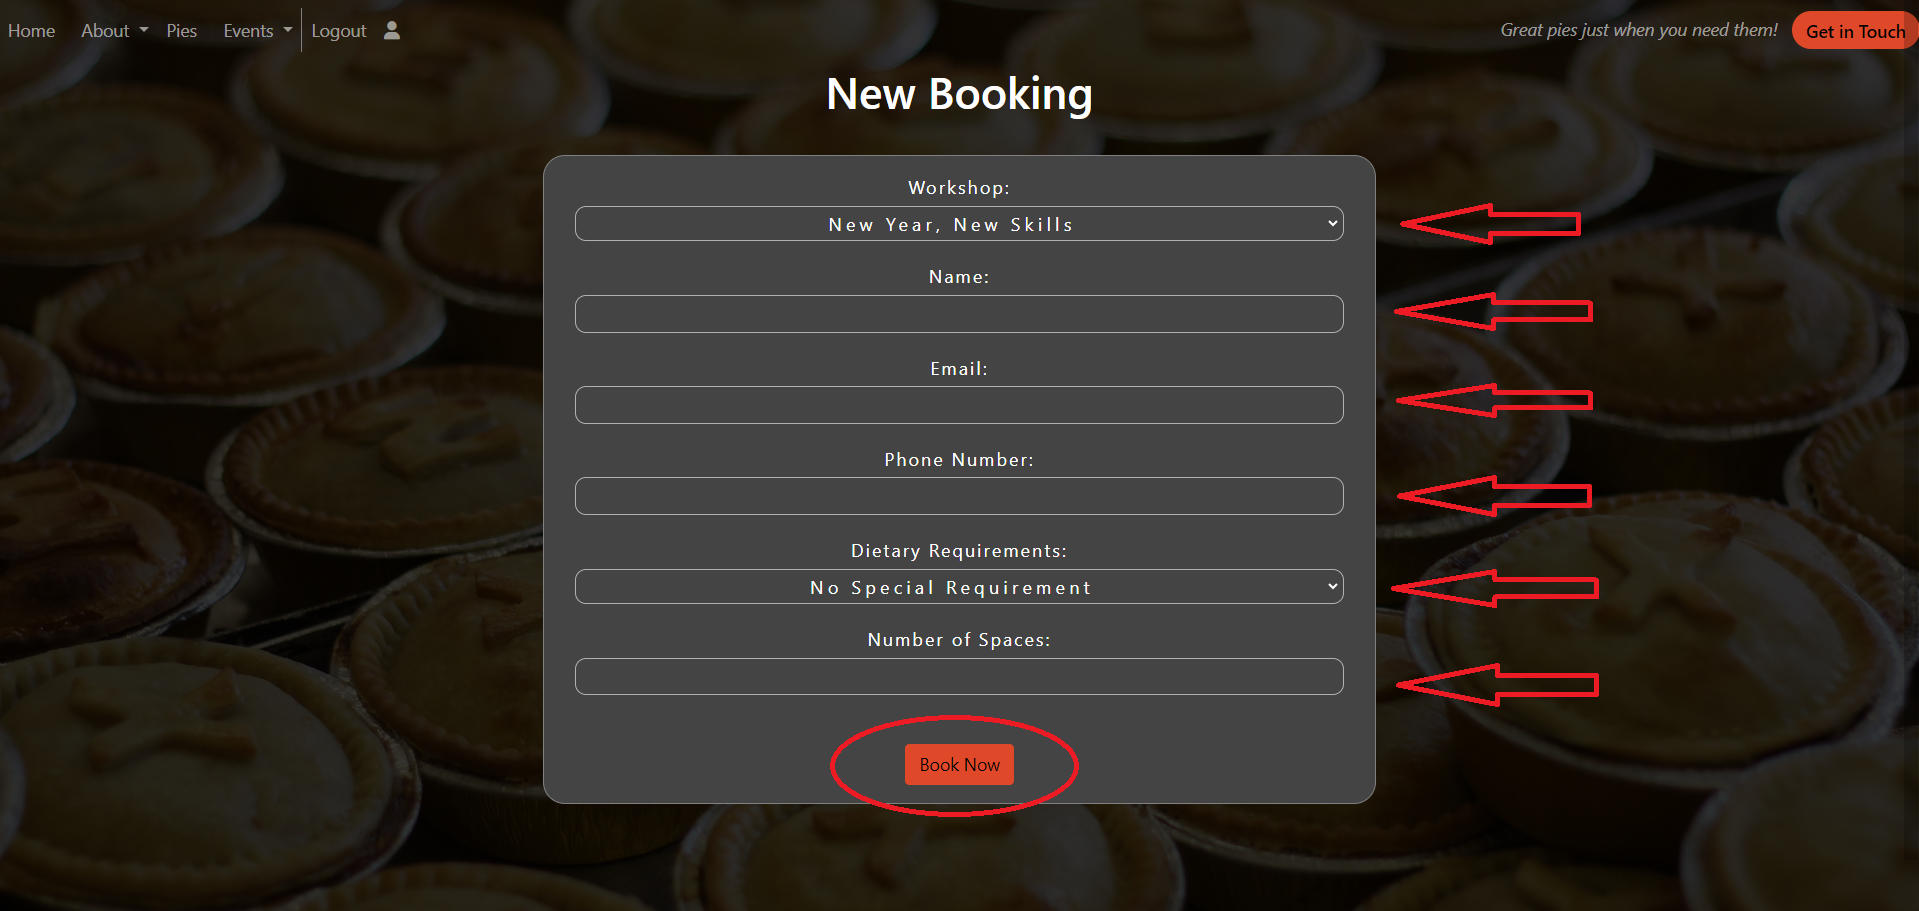 Home About Pies Events Logout Great pies just when you need them! Get in Touch
New Booking
Workshop:
New Year, New Skills
Name:
Email:
Phone Number:
Dietary Requirements:
No Special Requirement
Number of Spaces:
Book Now